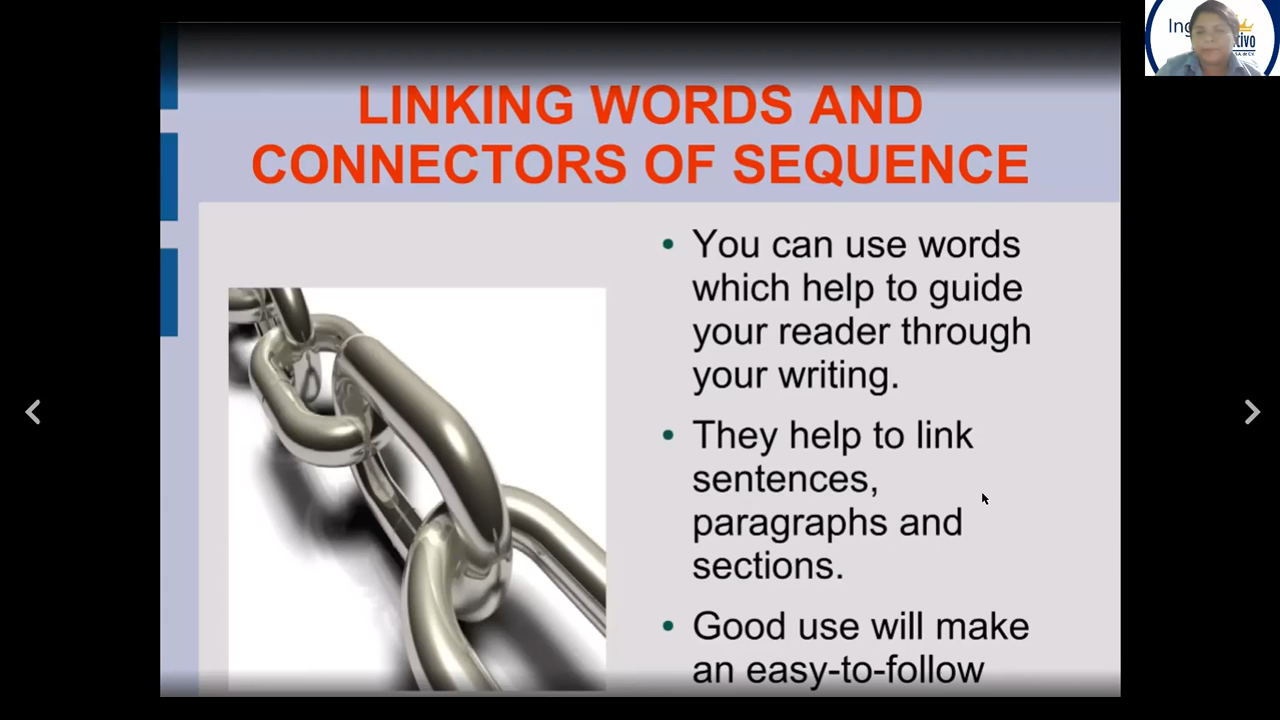 LINKING WORDS AND
CONNECTORS OF SEQUENCE
• You can use words
which help to guide
your reader through
your writing.
• They help to link
sentences,
paragraphs and
sections.
• Good use will make
an easy-to-follow